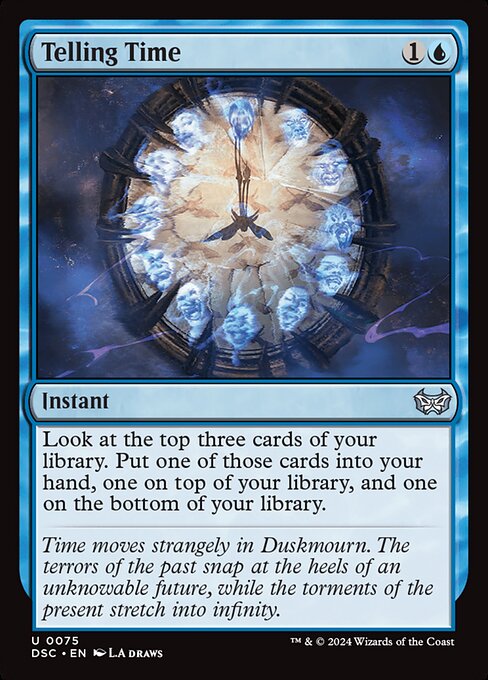 Telling Time
1
Instant
Look at the top three cards of your
library. Put one of those cards into your
hand, one on top of your library, and one
on the bottom of your library.
Time moves strangely in Duskmourn. The
terrors of the past snap at the heels of an
unknowable future, while the torments of the
present stretch into infinity.
U 0075
DSC • EN L.A DRAWS
™ & © 2024 Wizards of the Coast